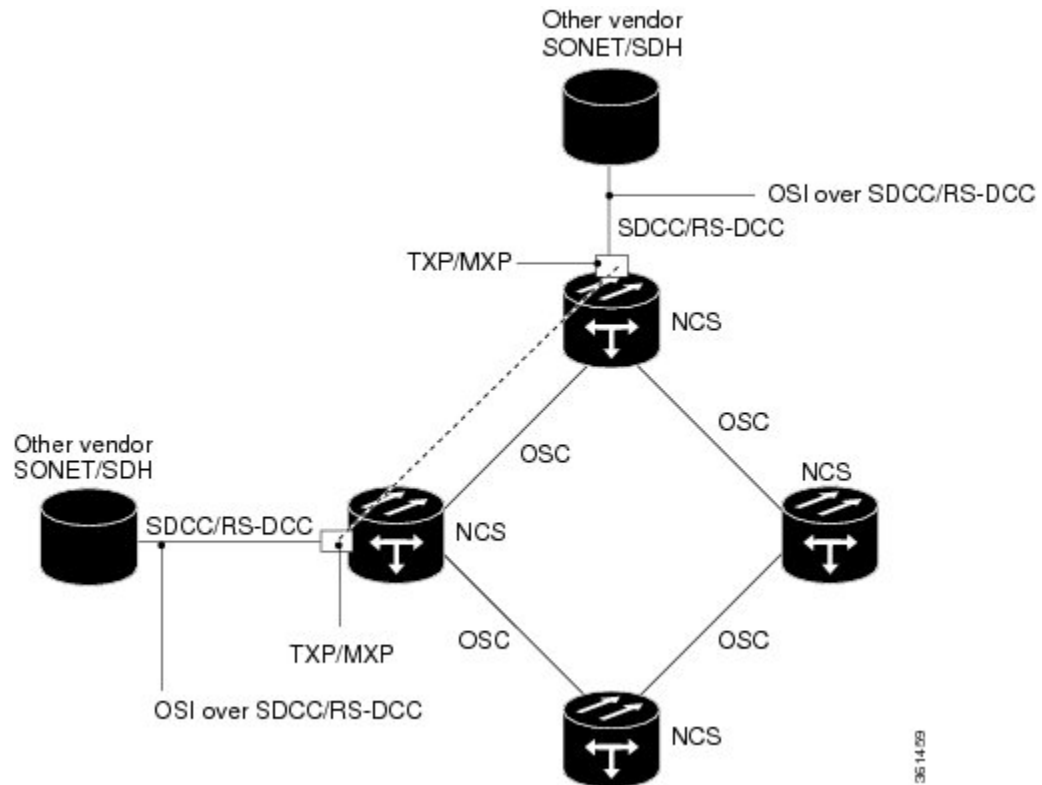 Other vendor
SONET/SDH
OSI over SDCC/RS-DCC
SDCC/RS-DCC
TXP/MXP
NCS
OSC
OSC
Other vendor
SONET/SDH
NCS
SDCC/RS-DCC
NCS
OSC
OSC
TXP/MXP
OSI over SDCC/RS-DCC
NCS
361459